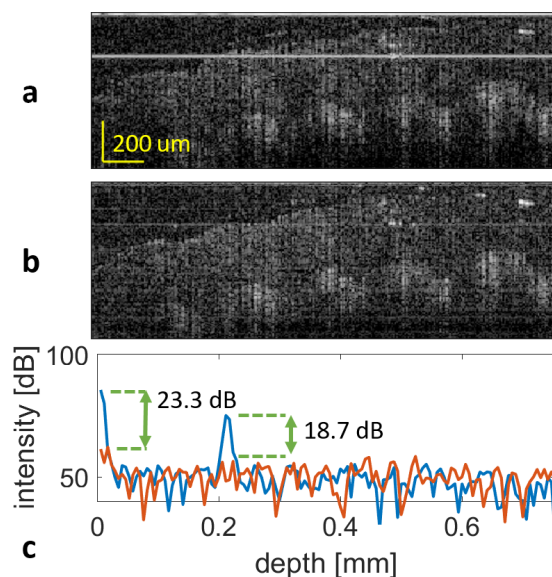 a
200 um
b
100
23.3 dB
18.7 dB
50
intensity [dB]
0
0.2
0.4
0.6
c
depth [mm]